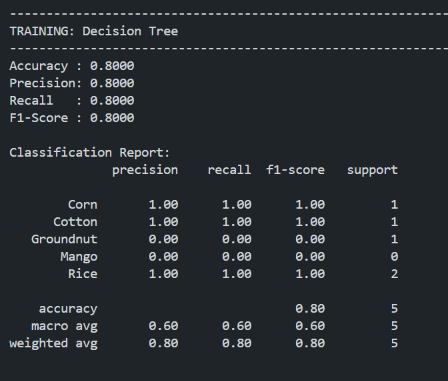 ------------------------------------------------------------
TRAINING: Decision Tree
------------------------------------------------------------
Accuracy : 0.8000
Precision: 0.8000
Recall   : 0.8000
F1-Score : 0.8000

Classification Report:
              precision    recall  f1-score   support

        Corn       1.00      1.00      1.00         1
      Cotton       1.00      1.00      1.00         1
   Groundnut       0.00      0.00      0.00         1
       Mango       0.00      0.00      0.00         0
        Rice       1.00      1.00      1.00         2

    accuracy                           0.80         5
   macro avg       0.60      0.60      0.60         5
weighted avg       0.80      0.80      0.80         5